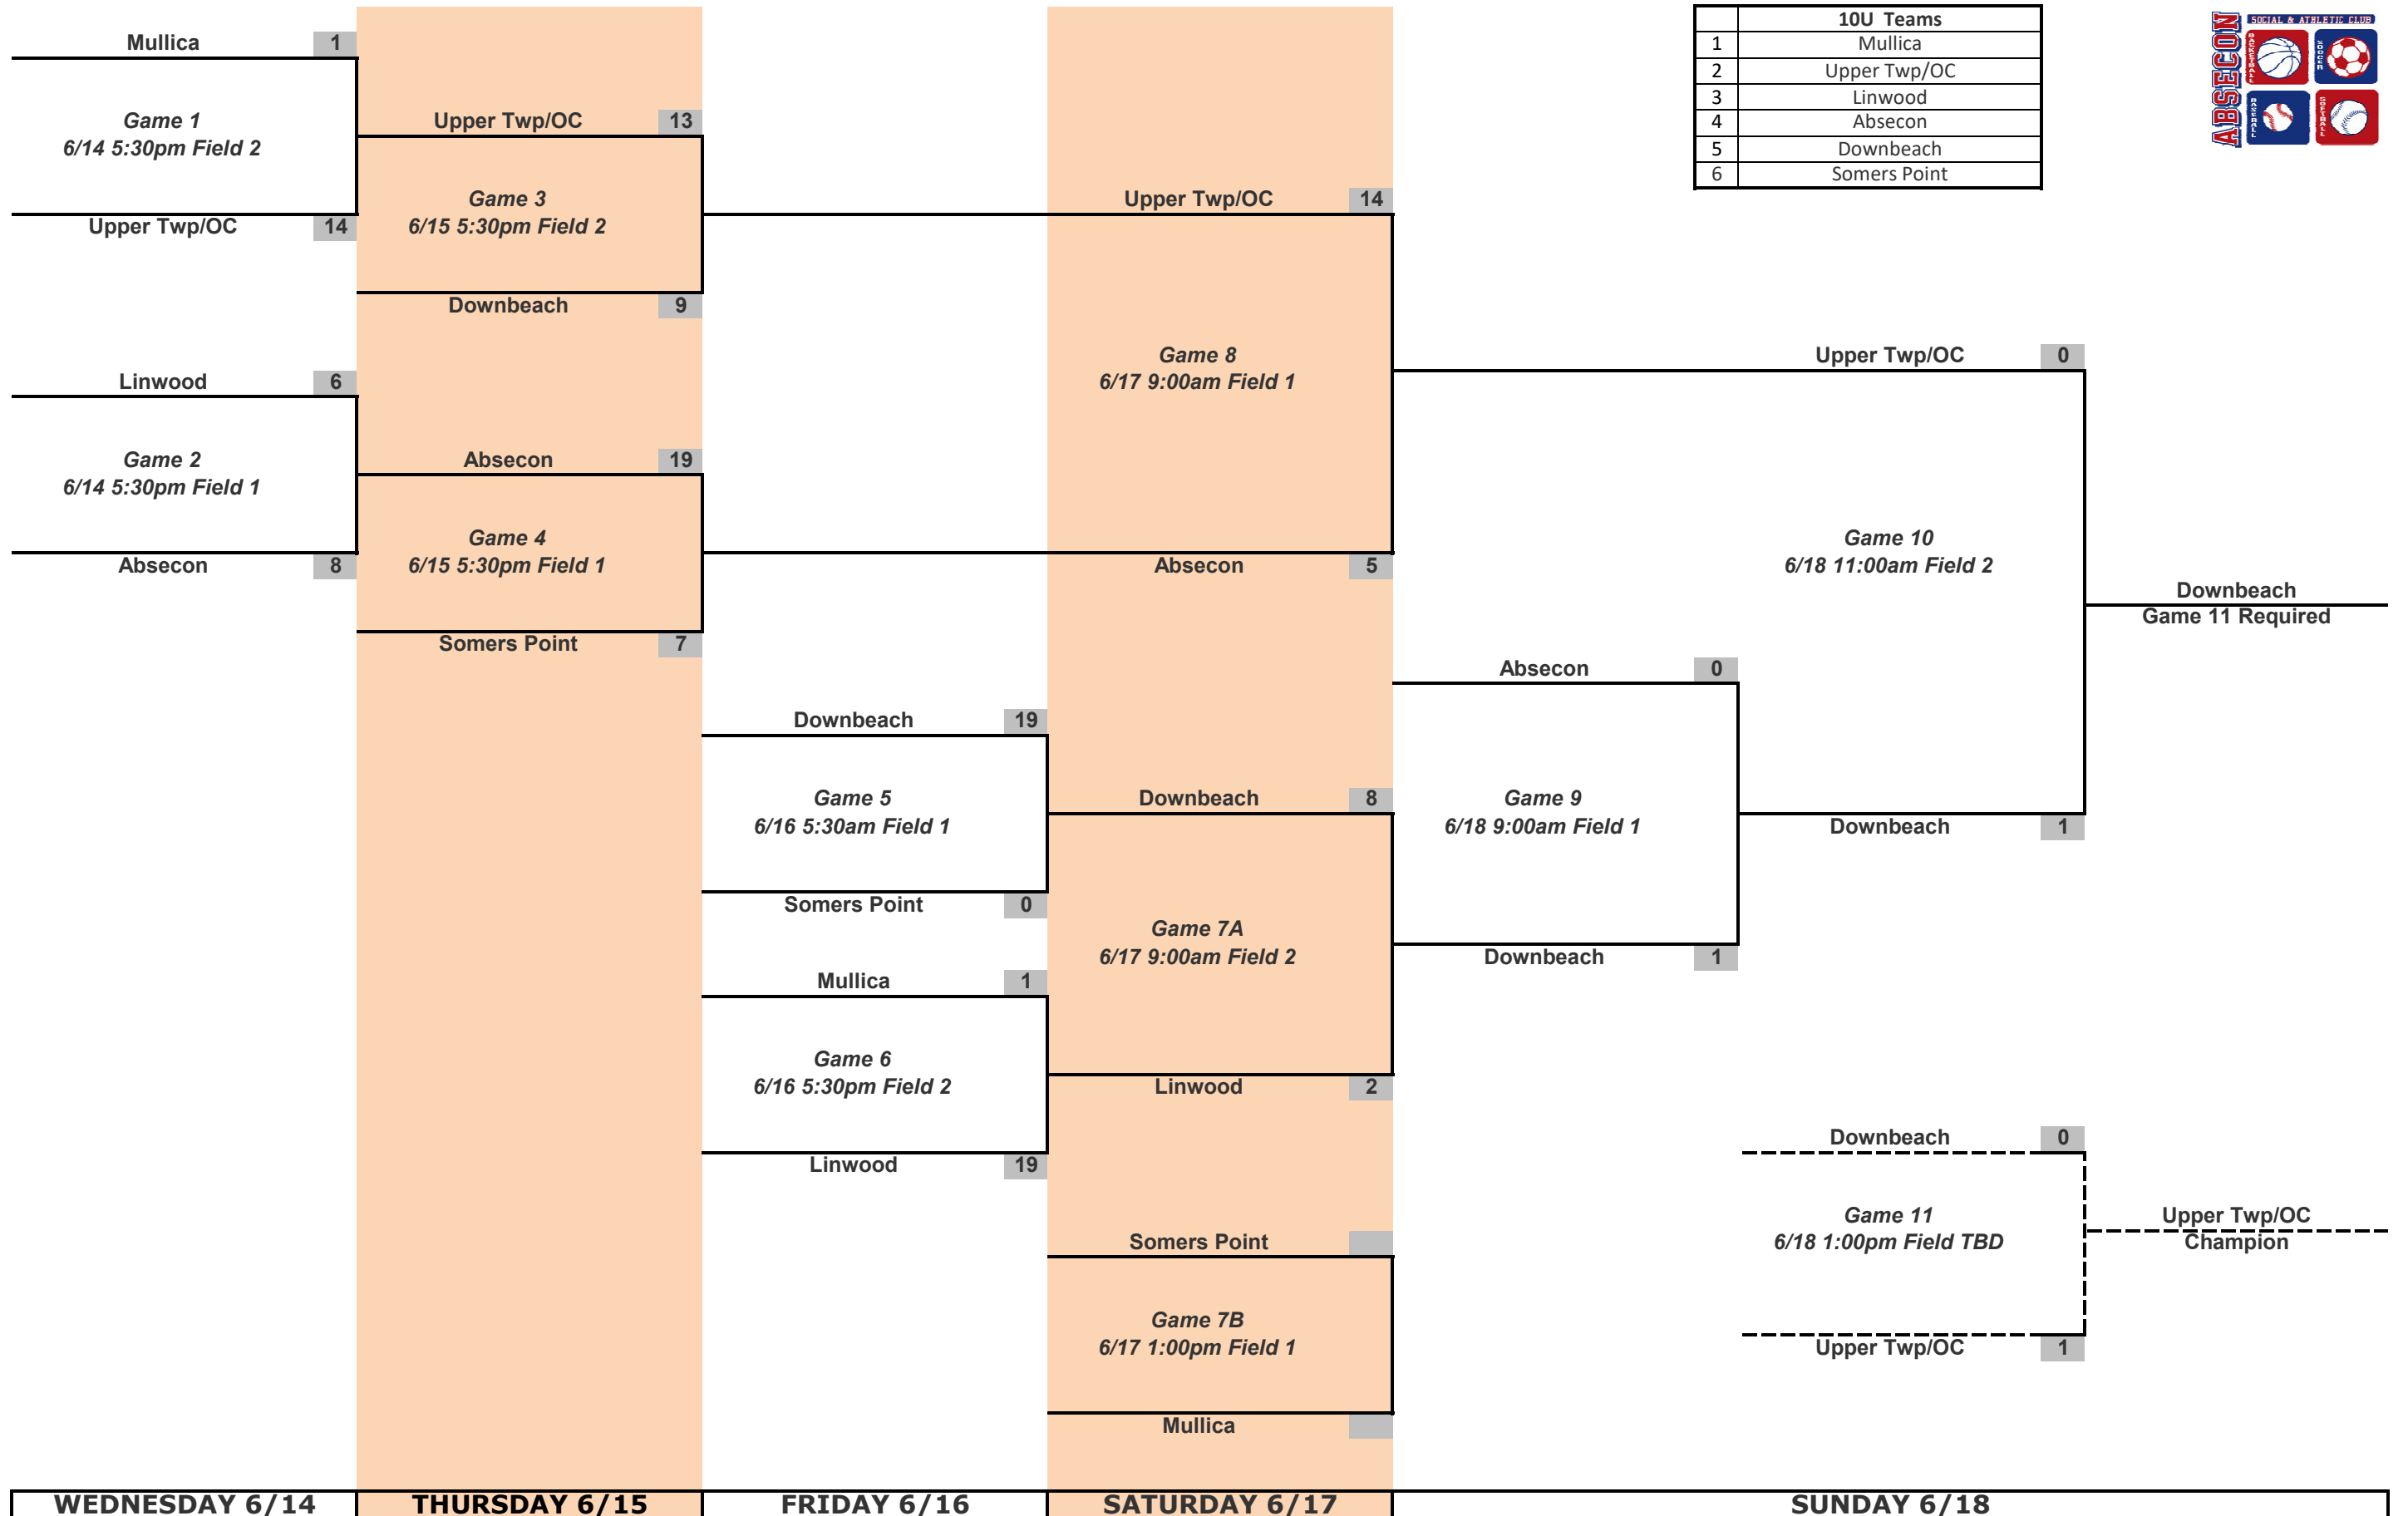 10U Teams
1 Mullica
2 Upper Twp/OC
3 Linwood
4 Absecon
5 Downbeach
6 Somers Point
ABSECON
SOCIAL & ATHLETIC CLUB
BASKETBALL
SOCCER
BASEBALL
SOFTBALL
Mullica 1
Game 1
6/14 5:30pm Field 2
Upper Twp/OC 14
Linwood 6
Game 2
6/14 5:30pm Field 1
Absecon 8
Upper Twp/OC 13
Game 3
6/15 5:30pm Field 2
Downbeach 9
Absecon 19
Game 4
6/15 5:30pm Field 1
Somers Point 7
Downbeach 19
Game 5
6/16 5:30am Field 1
Somers Point 0
Mullica 1
Game 6
6/16 5:30pm Field 2
Linwood 19
Upper Twp/OC 14
Game 8
6/17 9:00am Field 1
Absecon 5
Downbeach 8
Game 7A
6/17 9:00am Field 2
Linwood 2
Somers Point
Game 7B
6/17 1:00pm Field 1
Mullica
Absecon 0
Game 9
6/18 9:00am Field 1
Downbeach 1
Upper Twp/OC 0
Game 10
6/18 11:00am Field 2
Downbeach 1
Downbeach
Game 11 Required
Downbeach 0
Game 11
6/18 1:00pm Field TBD
Upper Twp/OC 1
Upper Twp/OC
Champion
WEDNESDAY 6/14
THURSDAY 6/15
FRIDAY 6/16
SATURDAY 6/17
SUNDAY 6/18